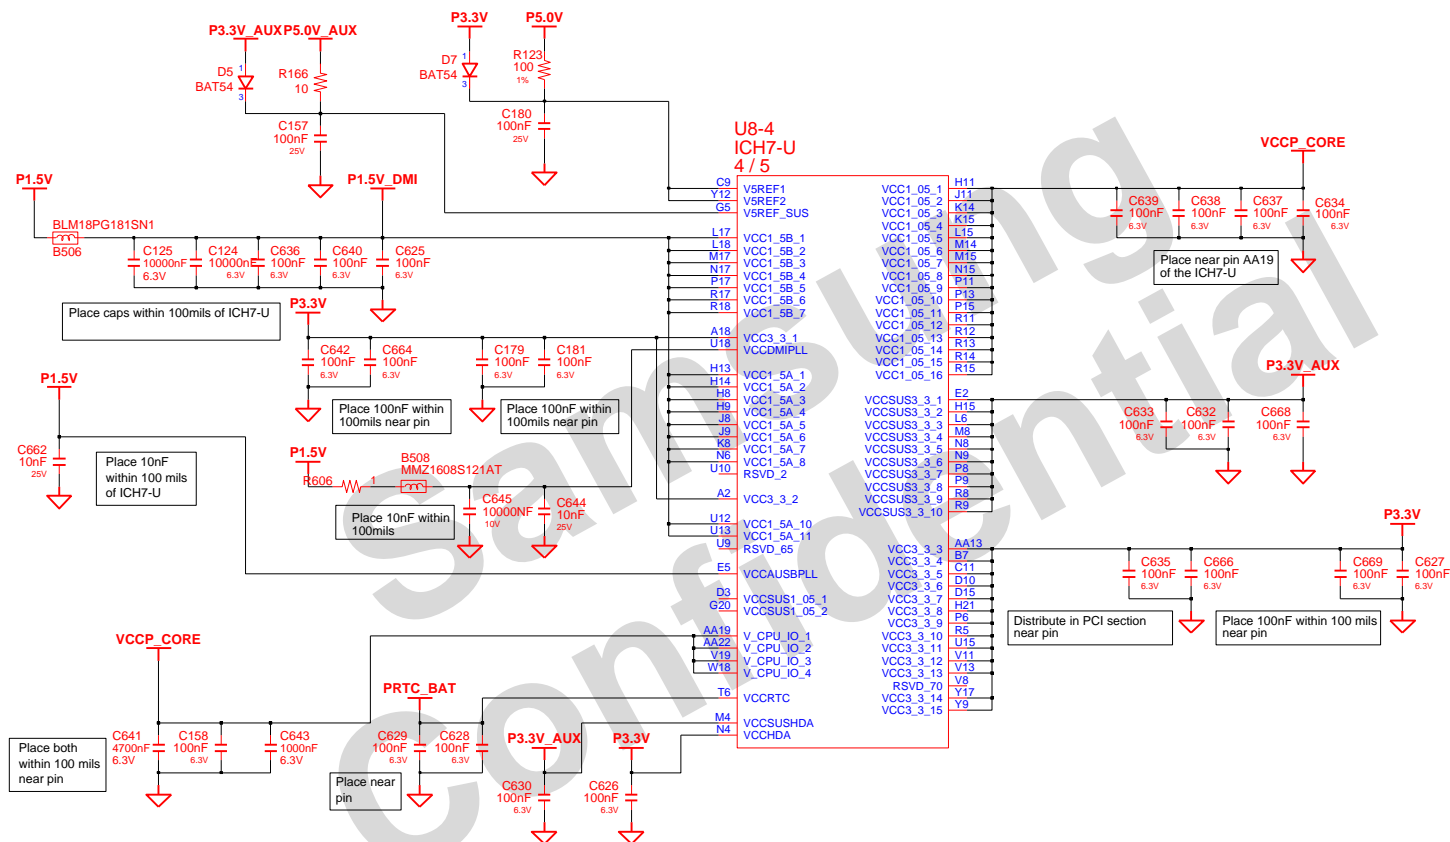 P3.3V_AUX
P5.0V_AUX
D5
BAT54
1
3
R166
10
C157
100nF
25V
P3.3V
P5.0V
D7
BAT54
1
3
R123
100
1%
C180
100nF
25V
P1.5V
BLM18PG181SN1
B506
P1.5V_DMI
C125
10000nF
6.3V
C124
10000nF
6.3V
C636
100nF
6.3V
C640
100nF
6.3V
C625
100nF
6.3V
Place caps within 100mils of ICH7-U
P3.3V
C642
100nF
6.3V
C664
100nF
6.3V
C179
100nF
6.3V
C181
100nF
6.3V
Place 100nF within
100mils near pin
Place 100nF within
100mils near pin
P1.5V
C662
10nF
25V
Place 10nF
within 100 mils
of ICH7-U
P1.5V
R606
1
B508
MMZ1608S121AT
C645
10000NF
10V
C644
10nF
25V
Place 10nF within
100mils
VCCP_CORE
C641
4700nF
6.3V
C158
100nF
6.3V
C643
1000nF
6.3V
Place both
within 100 mils
near pin
PRTC_BAT
C629
100nF
6.3V
C628
100nF
6.3V
Place near
pin
P3.3V_AUX
C630
100nF
6.3V
P3.3V
C626
100nF
6.3V
U8-4
ICH7-U
4 / 5
C9 V5REF1
Y12 V5REF2
G5 V5REF_SUS
L17 VCC1_5B_1
L18 VCC1_5B_2
M17 VCC1_5B_3
N17 VCC1_5B_4
P17 VCC1_5B_5
R17 VCC1_5B_6
R18 VCC1_5B_7
A18 VCC3_3_1
U18 VCCDMIPLL
H13 VCC1_5A_1
H14 VCC1_5A_2
H8 VCC1_5A_3
H9 VCC1_5A_4
J8 VCC1_5A_5
J9 VCC1_5A_6
K8 VCC1_5A_7
N6 VCC1_5A_8
U10 RSVD_2
A2 VCC3_3_2
U12 VCC1_5A_10
U13 VCC1_5A_11
U9 RSVD_65
E5 VCCAUSBPLL
D3 VCCSUS1_05_1
G20 VCCSUS1_05_2
AA19 V_CPU_IO_1
AA22 V_CPU_IO_2
V19 V_CPU_IO_3
W18 V_CPU_IO_4
T6 VCCRTC
M4 VCCSUSHDA
N4 VCCHDA
VCC1_05_1 H11
VCC1_05_2 J11
VCC1_05_3 K14
VCC1_05_4 K15
VCC1_05_5 L15
VCC1_05_6 M14
VCC1_05_7 M15
VCC1_05_8 N15
VCC1_05_9 P11
VCC1_05_10 P13
VCC1_05_11 P15
VCC1_05_12 R11
VCC1_05_13 R12
VCC1_05_14 R13
VCC1_05_15 R14
VCC1_05_16 R15
VCCSUS3_3_1 E2
VCCSUS3_3_2 H15
VCCSUS3_3_3 L6
VCCSUS3_3_4 M8
VCCSUS3_3_5 N8
VCCSUS3_3_6 N9
VCCSUS3_3_7 P8
VCCSUS3_3_8 P9
VCCSUS3_3_9 R8
VCCSUS3_3_10 R9
VCC3_3_3 AA13
VCC3_3_4 B7
VCC3_3_5 C11
VCC3_3_6 D10
VCC3_3_7 D15
VCC3_3_8 H21
VCC3_3_9 P6
VCC3_3_10 R5
VCC3_3_11 U15
VCC3_3_12 V11
VCC3_3_13 V13
RSVD_70 V8
VCC3_3_14 Y17
VCC3_3_15 Y9
VCCP_CORE
C639
100nF
6.3V
C638
100nF
6.3V
C637
100nF
6.3V
C634
100nF
6.3V
Place near pin AA19
of the ICH7-U
P3.3V_AUX
C633
100nF
6.3V
C632
100nF
6.3V
C668
100nF
6.3V
P3.3V
C635
100nF
6.3V
C666
100nF
6.3V
C669
100nF
6.3V
C627
100nF
6.3V
Distribute in PCI section
near pin
Place 100nF within 100 mils
near pin
Samsung
Confidential